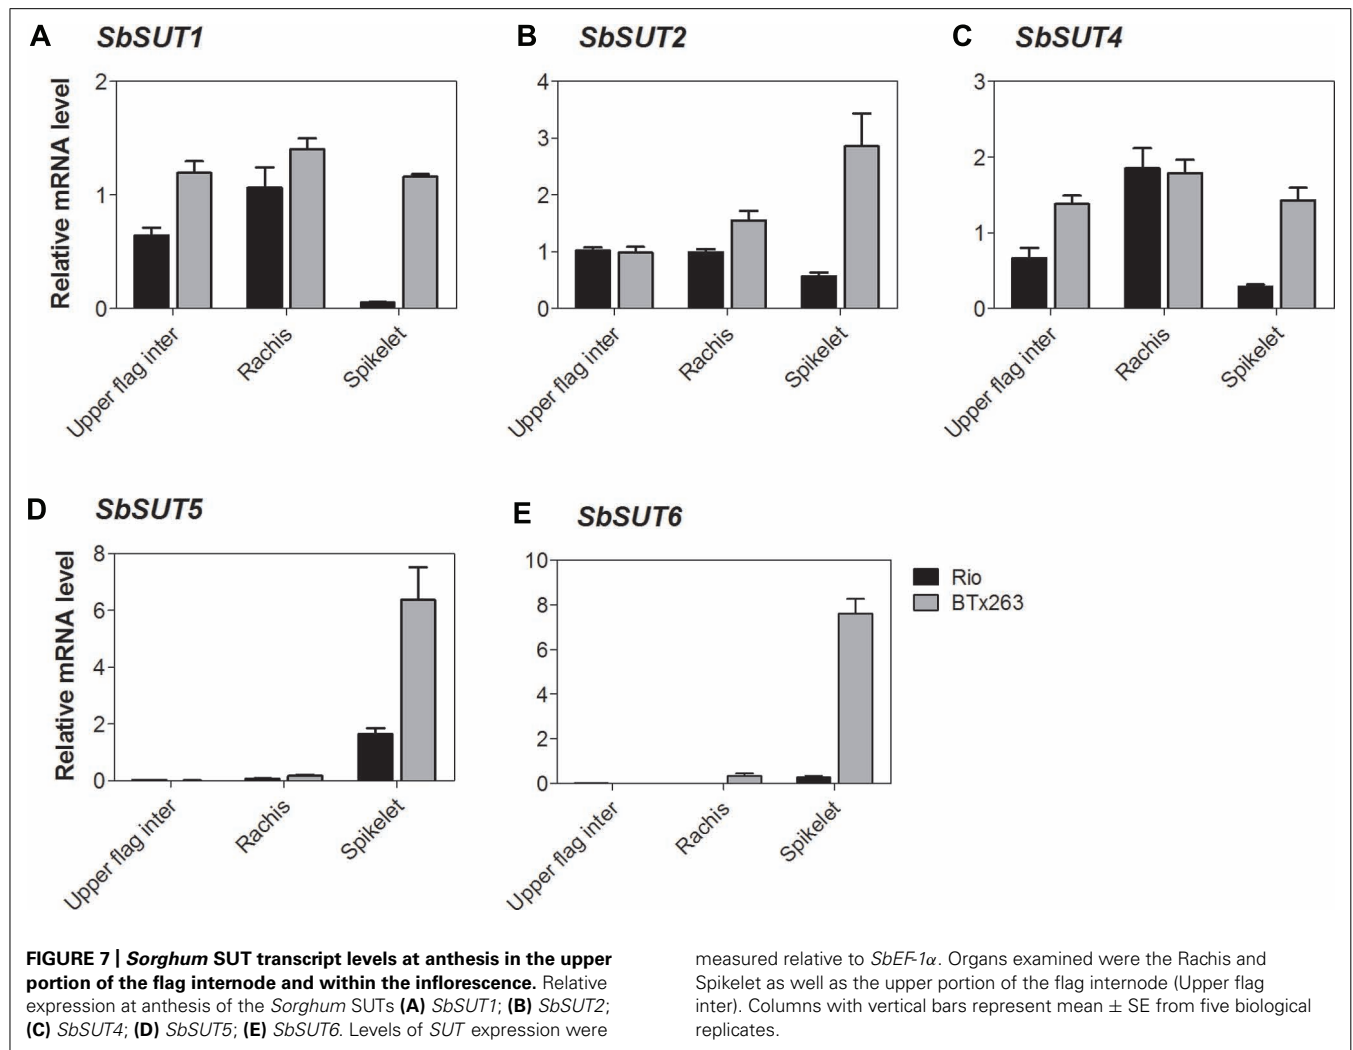 A SbSUT1
B SbSUT2
C SbSUT4
Relative mRNA level
2
1
0
Upper flag inter
Rachis
Spikelet
4
3
2
1
0
Upper flag inter
Rachis
Spikelet
3
2
1
0
Upper flag inter
Rachis
Spikelet
D SbSUT5
E SbSUT6
Relative mRNA level
8
6
4
2
0
Upper flag inter
Rachis
Spikelet
10
8
6
4
2
0
Upper flag inter
Rachis
Spikelet
Rio
BTx263
FIGURE 7 | Sorghum SUT transcript levels at anthesis in the upper
portion of the flag internode and within the inflorescence. Relative
expression at anthesis of the Sorghum SUTs (A) SbSUT1; (B) SbSUT2;
(C) SbSUT4; (D) SbSUT5; (E) SbSUT6. Levels of SUT expression were
measured relative to SbEF-1α. Organs examined were the Rachis and
Spikelet as well as the upper portion of the flag internode (Upper flag
inter). Columns with vertical bars represent mean ± SE from five biological
replicates.